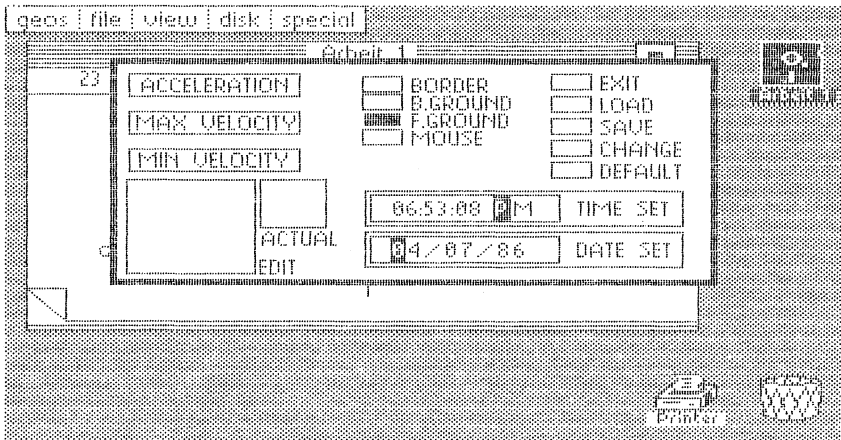 geos file view disk special
Arbeit 1
23
ACCELERATION
MAX VELOCITY
MIN VELOCITY
BORDER
B.GROUND
F.GROUND
MOUSE
EXIT
LOAD
SAVE
CHANGE
DEFAULT
06:53:08 PM TIME SET
04/07/86 DATE SET
ACTUAL
EDIT
Printer